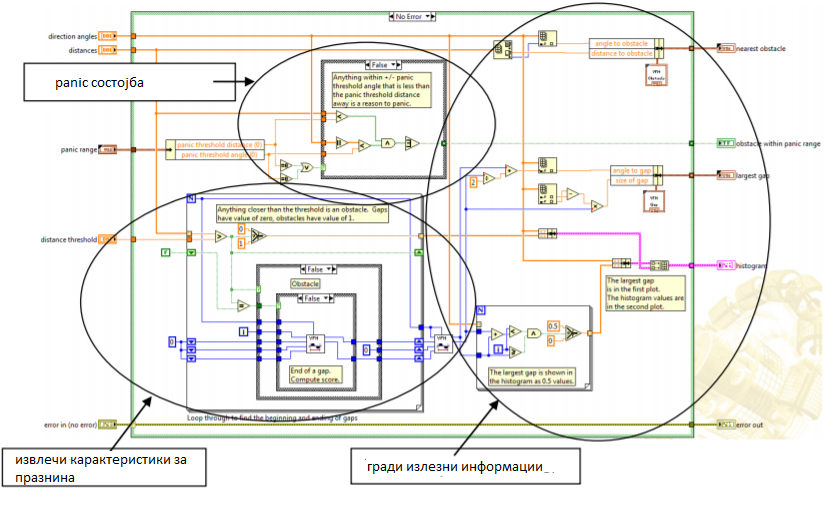 No Error
direction angles
distances
angle to obstacle
distance to obstacle
nearest obstacle
VFH
panic состојба
False
Anything within +/- panic
threshold angle that is less than
the panic threshold distance
away is a reason to panic.
panic range
panic threshold distance (0)
panic threshold angle (0)
obstacle within panic range
2
angle to gap
size of gap
largest gap
VFH
N
Anything closer than the threshold is an obstacle. Gaps
have value of zero, obstacles have value of 1.
distance threshold
0
1
F
False
Obstacle
False
histogram
The largest gap
is in the first plot.
The histogram values are
in the second plot.
N
0.5
0
i
i
VFH
VFH
0
0
End of a gap.
Compute score.
The largest gap is shown in
the histogram as 0.5 values.
Loop through to find the beginning and ending of gaps
error in (no error)
error out
извлечи карактеристики за
празнина
гради излезни информации